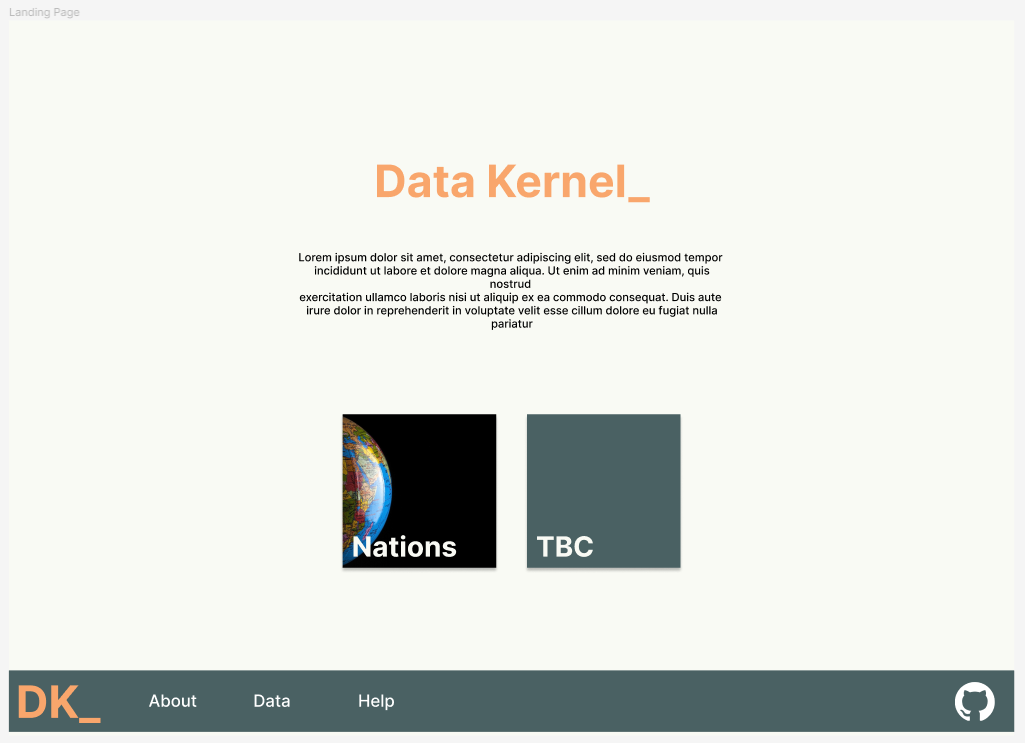 Landing Page
Data Kernel_
Lorem ipsum dolor sit amet, consectetur adipiscing elit, sed do eiusmod tempor
incididunt ut labore et dolore magna aliqua. Ut enim ad minim veniam, quis
nostrud
exercitation ullamco laboris nisi ut aliquip ex ea commodo consequat. Duis aute
irure dolor in reprehenderit in voluptate velit esse cillum dolore eu fugiat nulla
pariatur
Nations
TBC
DK_
About
Data
Help